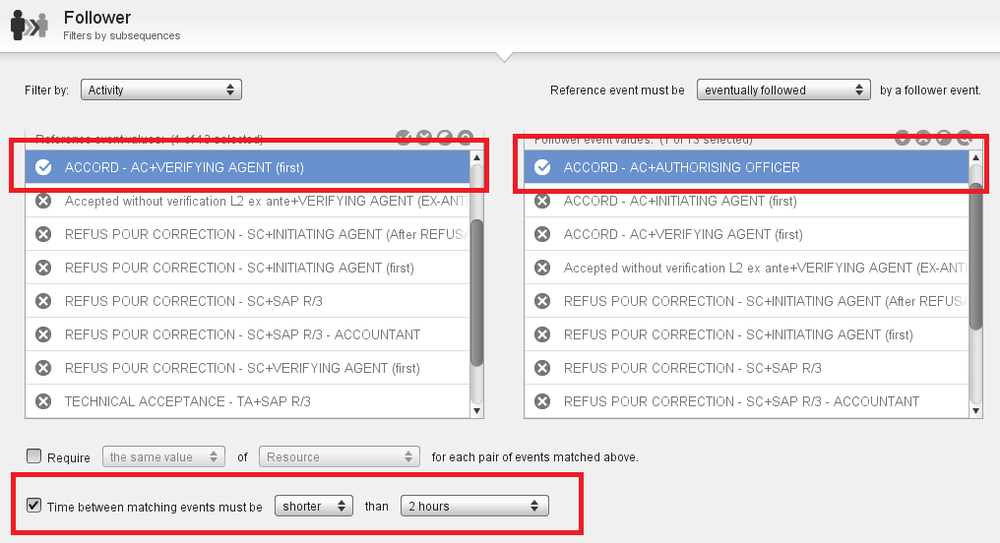 Follower
Filters by subsequences
Filter by: Activity
Reference event must be eventually followed by a follower event.
Reference event values: (1 of 13 selected)
ACCORD - AC+VERIFYING AGENT (first)
Accepted without verification L2 ex ante+VERIFYING AGENT (EX-ANTE
REFUS POUR CORRECTION - SC+INITIATING AGENT (After REFUSA
REFUS POUR CORRECTION - SC+INITIATING AGENT (first)
REFUS POUR CORRECTION - SC+SAP R/3
REFUS POUR CORRECTION - SC+SAP R/3 - ACCOUNTANT
REFUS POUR CORRECTION - SC+VERIFYING AGENT (first)
TECHNICAL ACCEPTANCE - TA+SAP R/3
Follower event values: (1 of 13 selected)
ACCORD - AC+AUTHORISING OFFICER
ACCORD - AC+INITIATING AGENT (first)
ACCORD - AC+VERIFYING AGENT (first)
Accepted without verification L2 ex ante+VERIFYING AGENT (EX-ANTE
REFUS POUR CORRECTION - SC+INITIATING AGENT (After REFUSA
REFUS POUR CORRECTION - SC+INITIATING AGENT (first)
REFUS POUR CORRECTION - SC+SAP R/3
REFUS POUR CORRECTION - SC+SAP R/3 - ACCOUNTANT
Require the same value of Resource for each pair of events matched above.
Time between matching events must be shorter than 2 hours